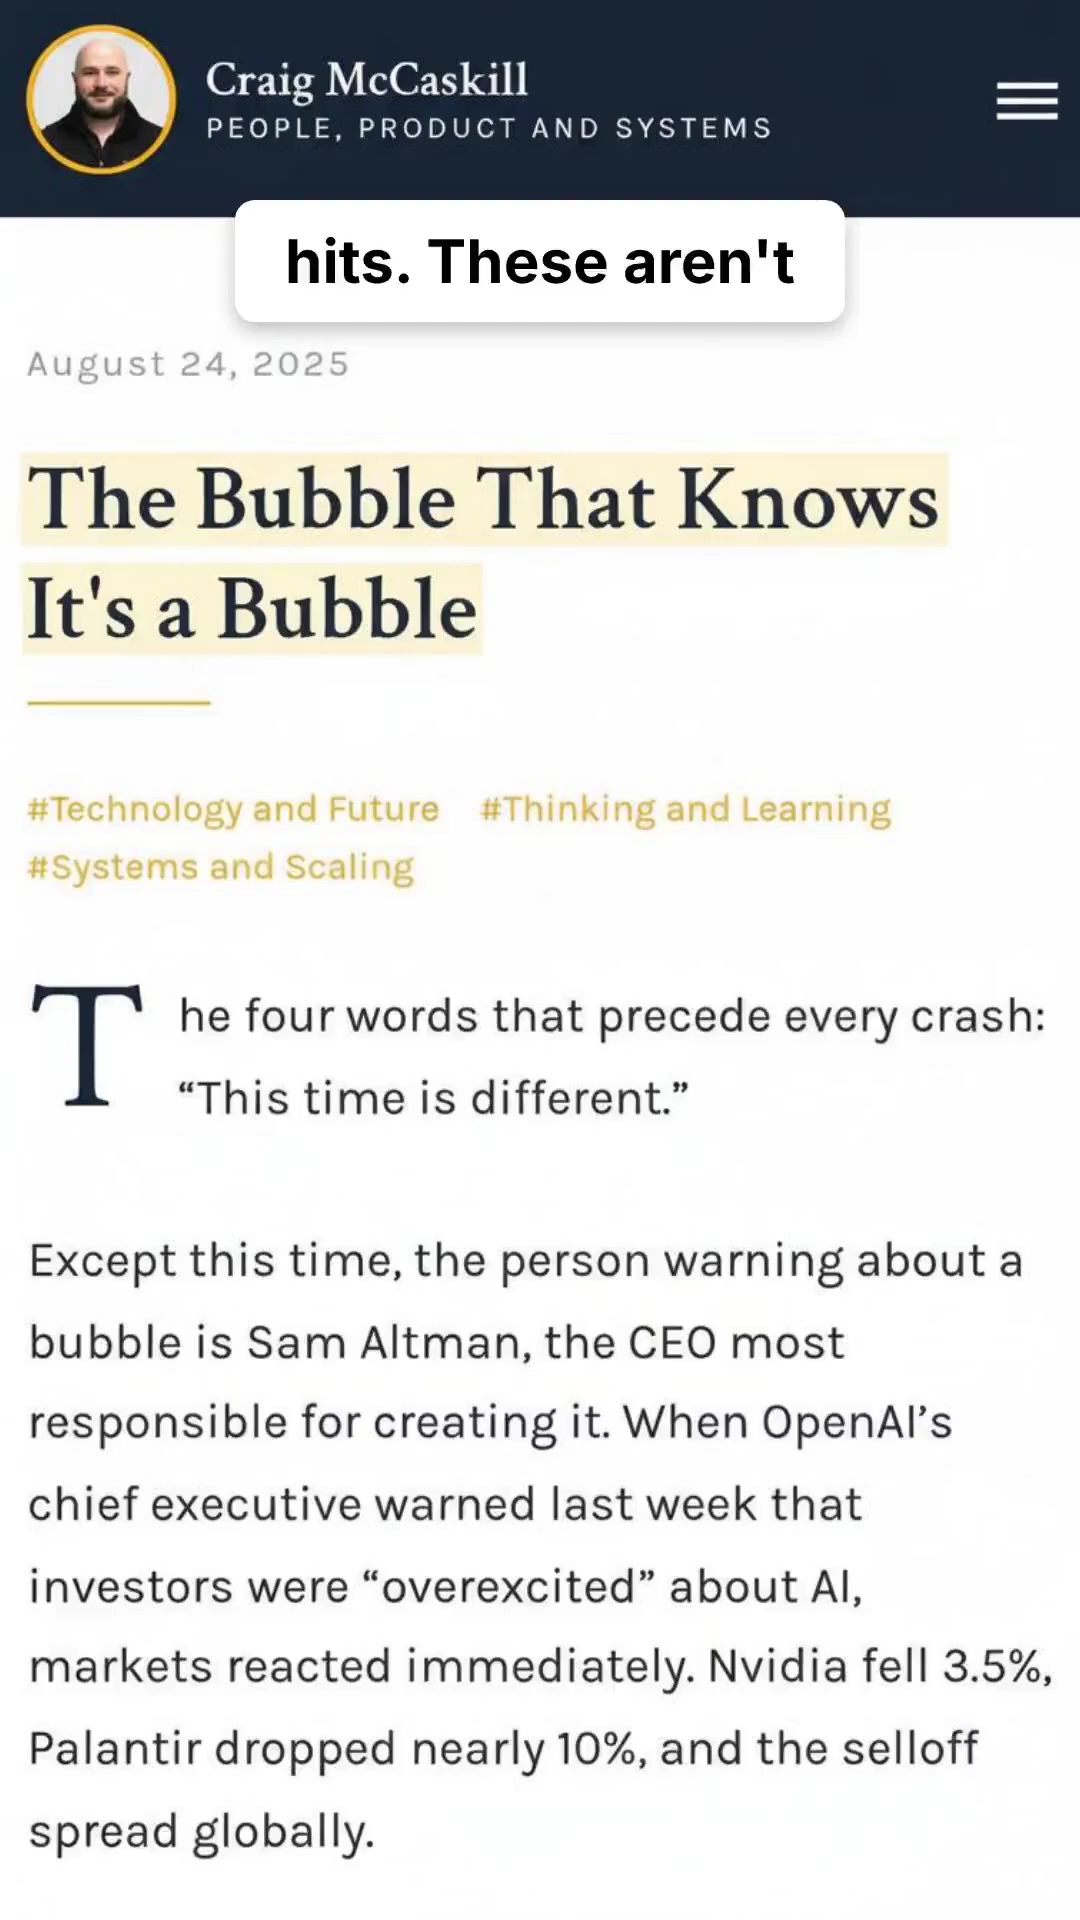 Craig McCaskill
PEOPLE, PRODUCT AND SYSTEMS
hits. These aren't
August 24, 2025
The Bubble That Knows
It's a Bubble
#Technology and Future #Thinking and Learning
#Systems and Scaling
The four words that precede every crash:
“This time is different.”
Except this time, the person warning about a
bubble is Sam Altman, the CEO most
responsible for creating it. When OpenAI’s
chief executive warned last week that
investors were “overexcited” about AI,
markets reacted immediately. Nvidia fell 3.5%,
Palantir dropped nearly 10%, and the selloff
spread globally.